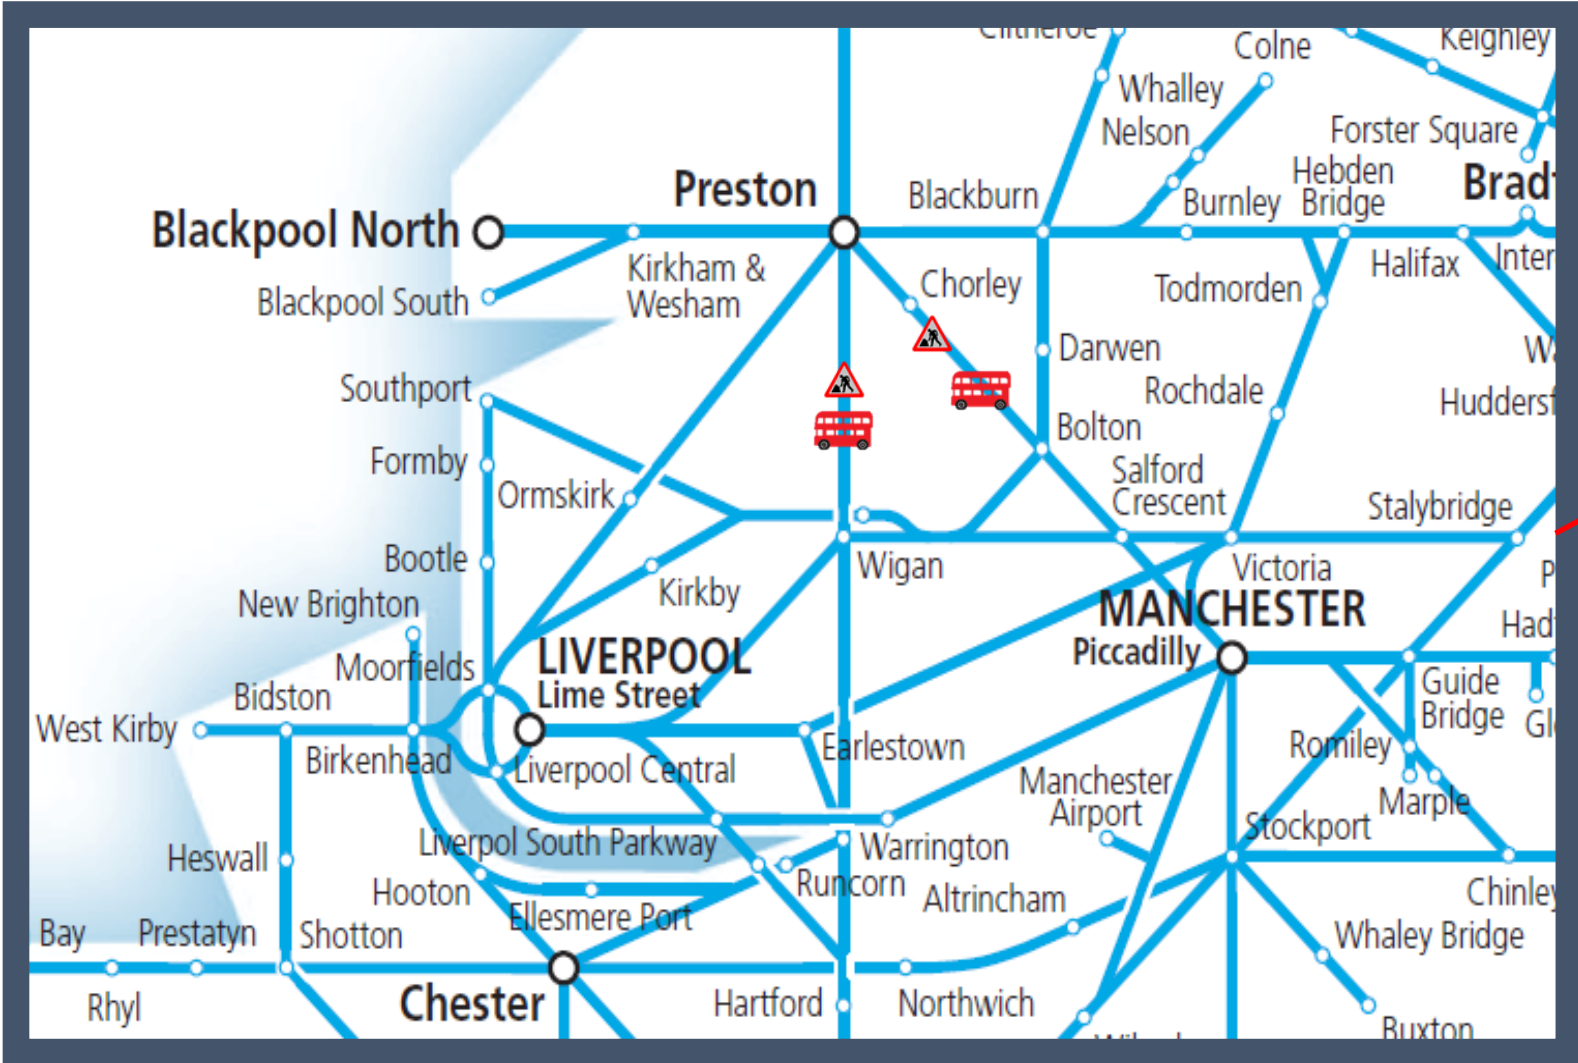 Clitheroe
Colne
Keighley
Whalley
Nelson
Forster Square
Hebden
Bridge
Preston
Blackburn
Burnley
Blackpool North
Kirkham &
Wesham
Chorley
Todmorden
Halifax
Inter
Blackpool South
Darwen
Southport
Rochdale
Huddersf
Bolton
Formby
Salford
Crescent
Ormskirk
Stalybridge
Bootle
Wigan
Victoria
Kirkby
New Brighton
MANCHESTER
Piccadilly
Had
LIVERPOOL
Lime Street
Moorfields
Bidston
Guide
Bridge
West Kirby
Birkenhead
Liverpool Central
Earlestown
Romiley
Manchester
Airport
Marple
Stockport
Liverpol South Parkway
Warrington
Heswall
Hooton
Runcorn
Altrincham
Chinley
Ellesmere Port
Bay
Prestatyn
Shotton
Whaley Bridge
Rhyl
Chester
Hartford
Northwich
Buxton